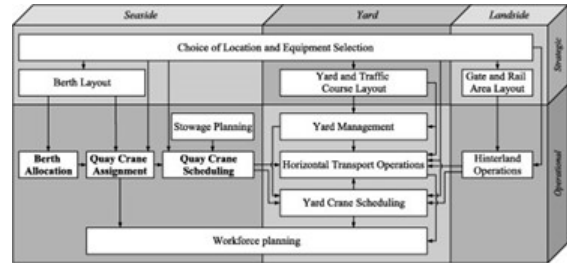 Seaside
Yard
Landside
Choice of Location and Equipment Selection
Berth Layout
Yard and Traffic
Course Layout
Gate and Rail
Area Layout
Strategic
Stowage Planning
Yard Management
Berth
Allocation
Quay Crane
Assignment
Quay Crane
Scheduling
Horizontal Transport Operations
Hinterland
Operations
Yard Crane Scheduling
Workforce planning
Operational